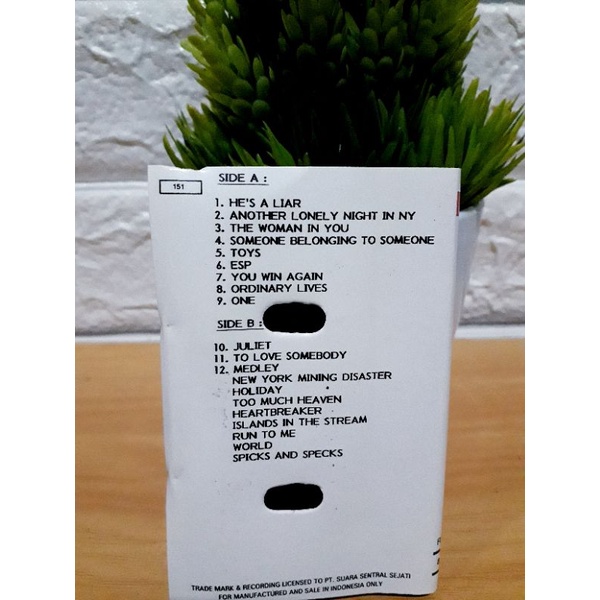 151
SIDE A :
1. HE'S A LIAR
2. ANOTHER LONELY NIGHT IN NY
3. THE WOMAN IN YOU
4. SOMEONE BELONGING TO SOMEONE
5. TOYS
6. ESP
7. YOU WIN AGAIN
8. ORDINARY LIVES
9. ONE
SIDE B :
10. JULIET
11. TO LOVE SOMEBODY
12. MEDLEY
NEW YORK MINING DISASTER
HOLIDAY
TOO MUCH HEAVEN
HEARTBREAKER
ISLANDS IN THE STREAM
RUN TO ME
WORLD
SPICKS AND SPECKS
TRADE MARK & RECORDING LICENSED TO PT. SUARA SENTRAL SEJATI
FOR MANUFACTURED AND SALE IN INDONESIA ONLY